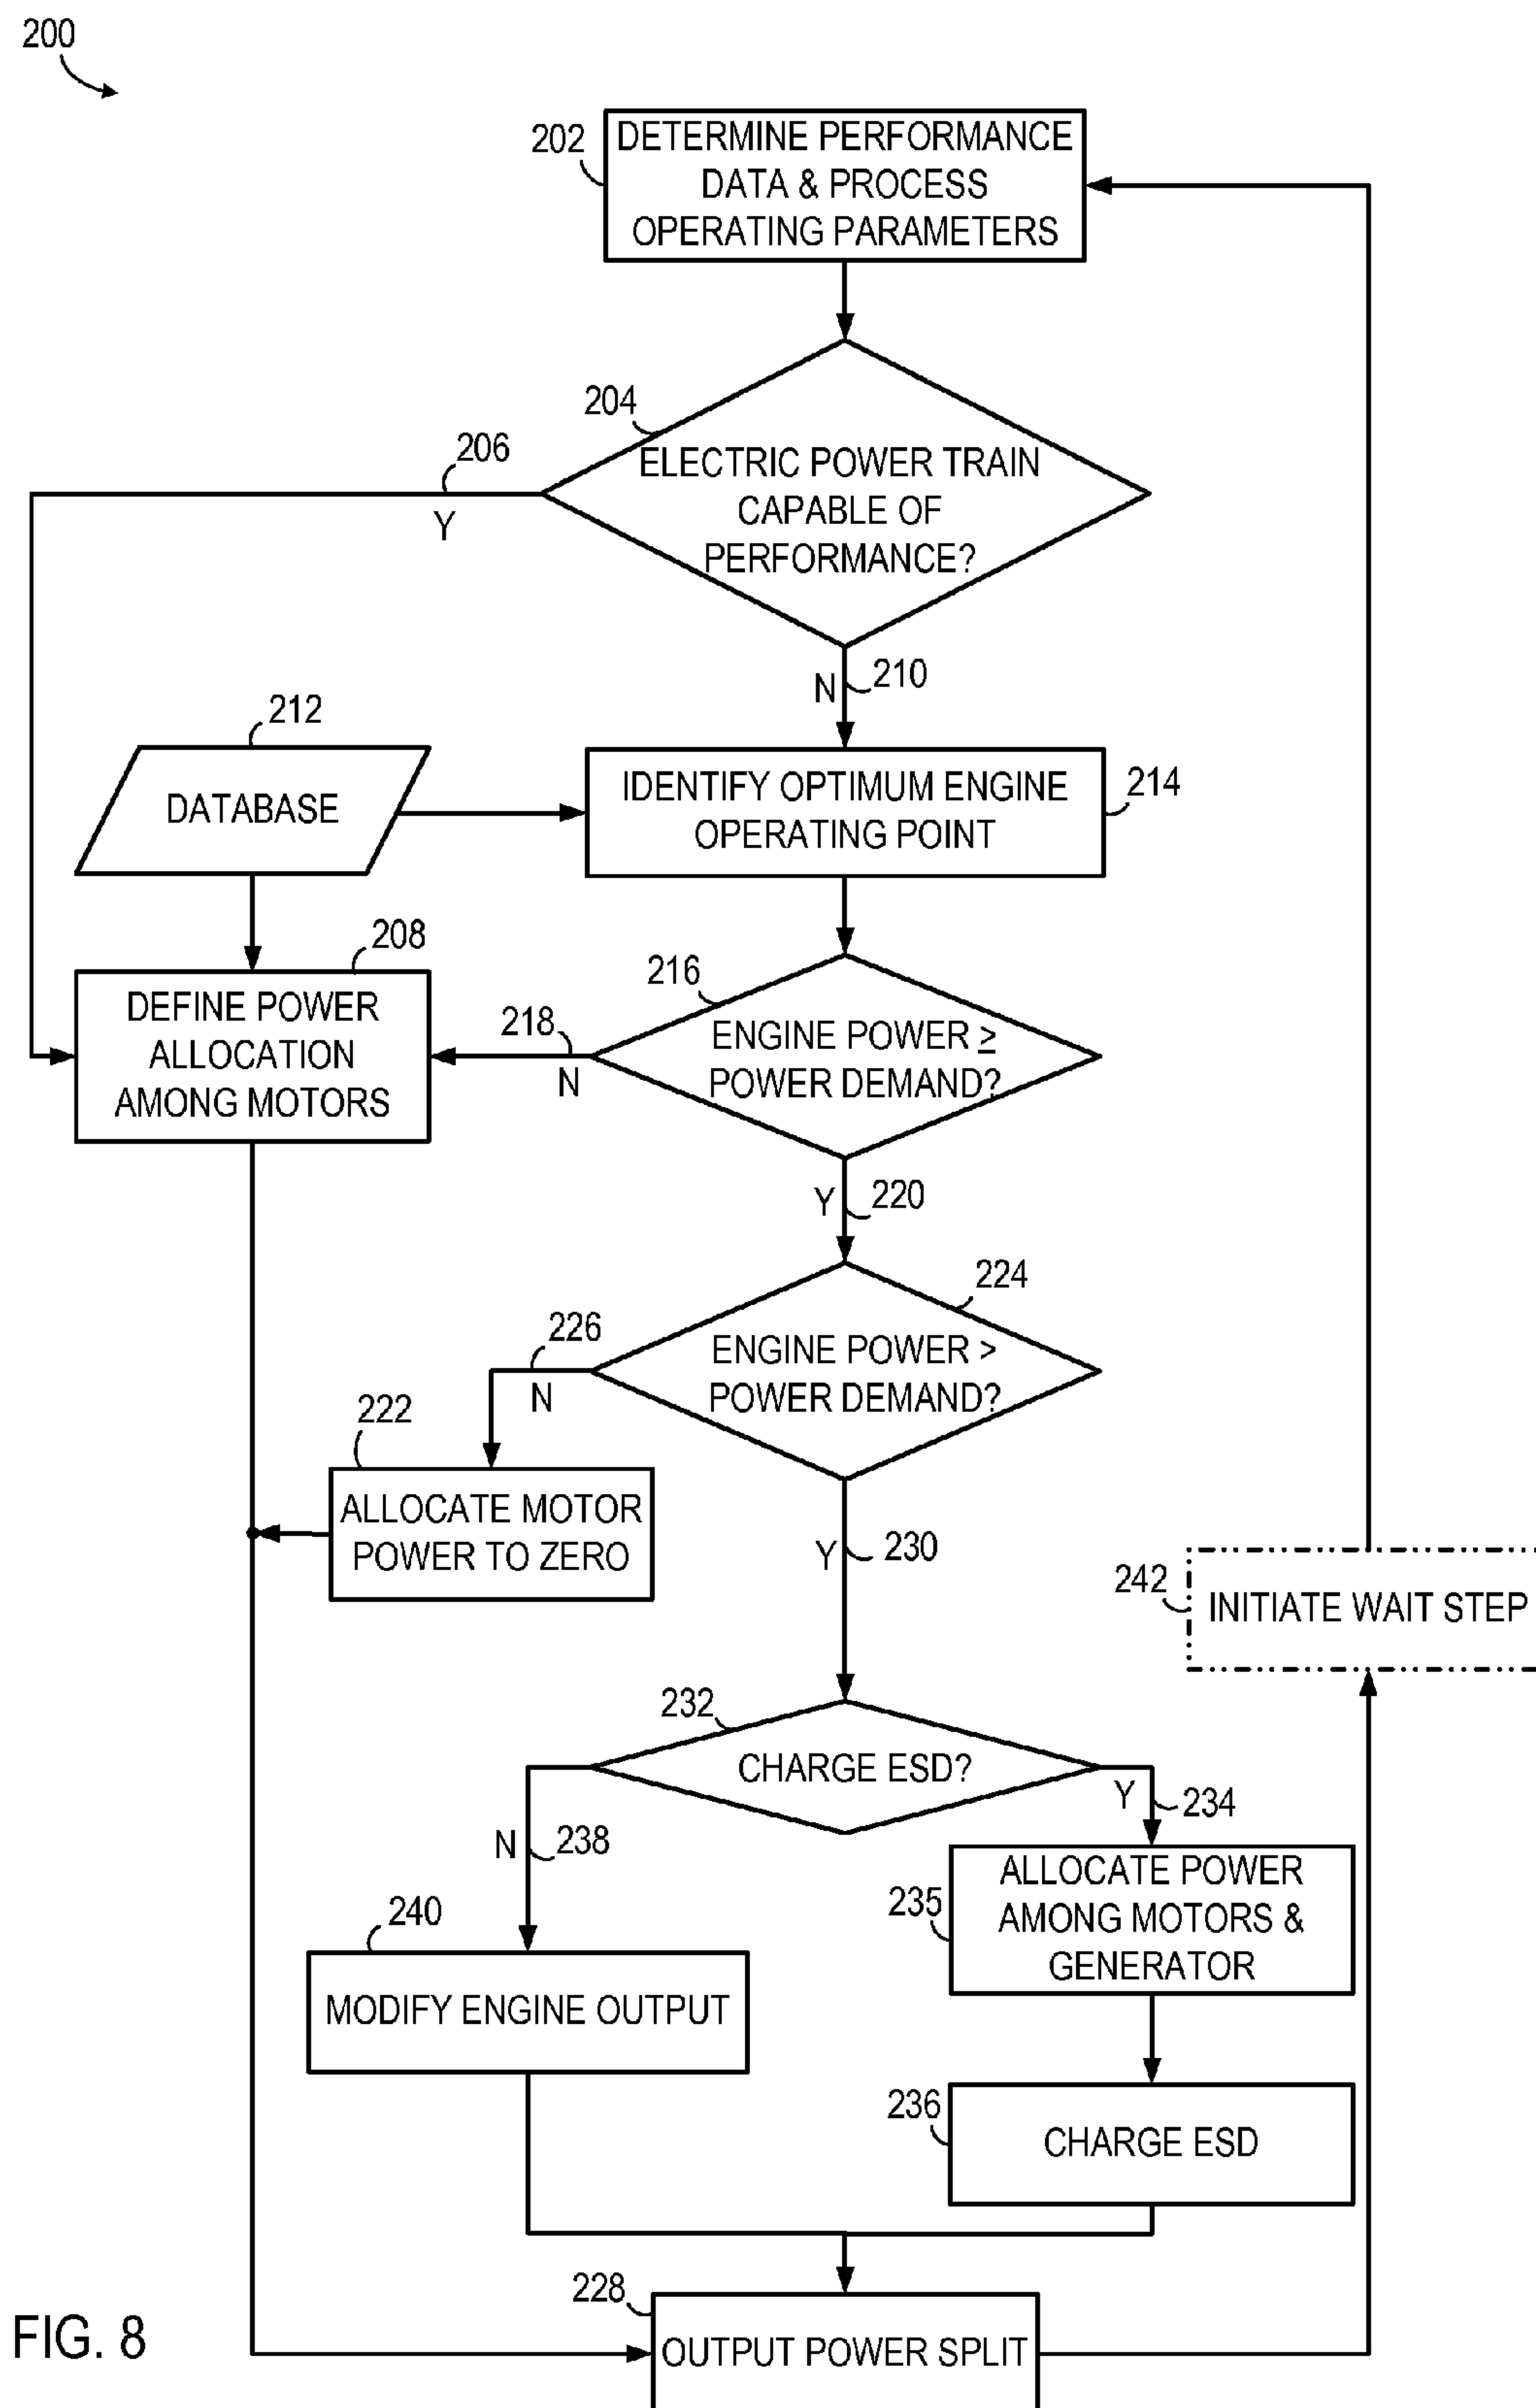 200
202
DETERMINE PERFORMANCE
DATA & PROCESS
OPERATING PARAMETERS
204
ELECTRIC POWER TRAIN
CAPABLE OF
PERFORMANCE?
206
Y
N
210
212
DATABASE
IDENTIFY OPTIMUM ENGINE
OPERATING POINT
214
208
DEFINE POWER
ALLOCATION
AMONG MOTORS
216
ENGINE POWER ≥
POWER DEMAND?
218
N
Y
220
224
ENGINE POWER >
POWER DEMAND?
226
N
222
ALLOCATE MOTOR
POWER TO ZERO
Y
230
242
INITIATE WAIT STEP
232
CHARGE ESD?
Y
234
N
238
235
ALLOCATE POWER
AMONG MOTORS &
GENERATOR
240
MODIFY ENGINE OUTPUT
236
CHARGE ESD
228
OUTPUT POWER SPLIT
FIG. 8